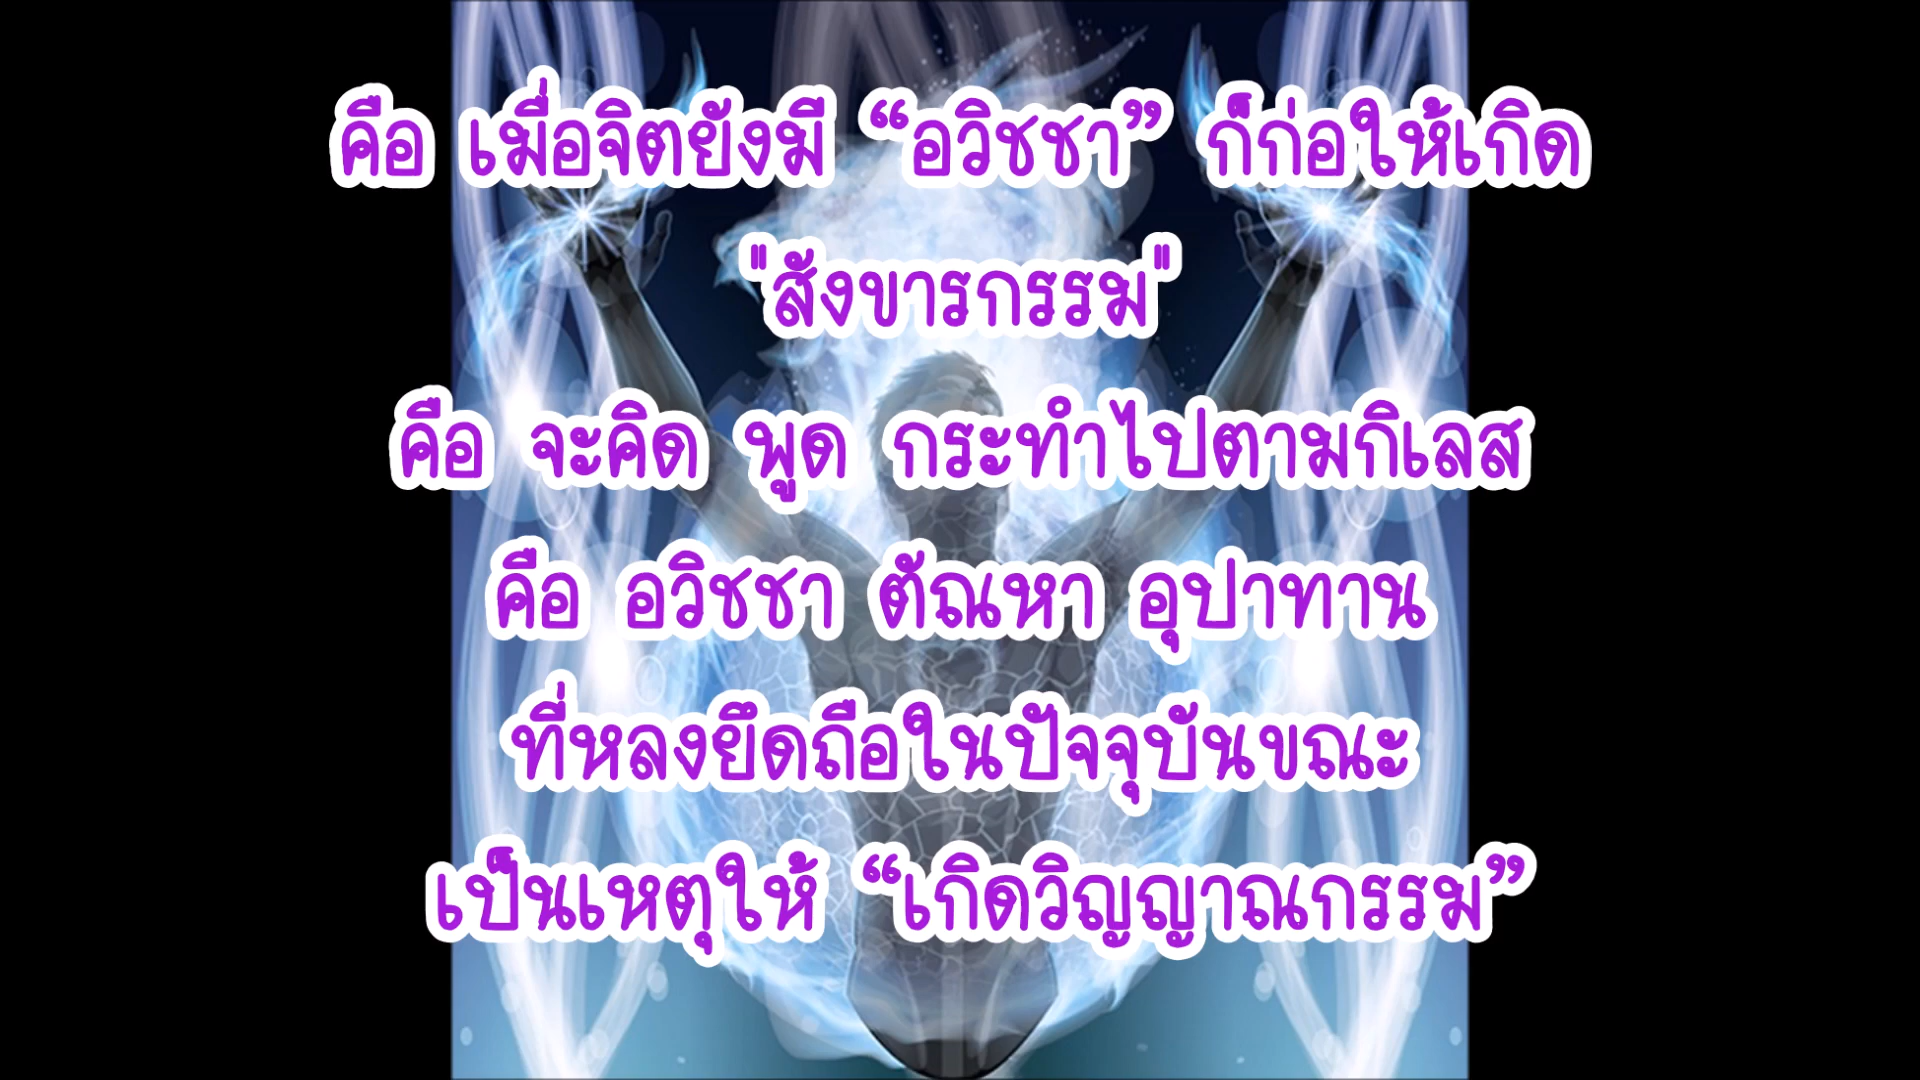 คือ เมื่อจิตยังมี “อวิชชา” ก็ก่อให้เกิด
"สังขารกรรม"
คือ จะคิด พูด กระทำไปตามกิเลส
คือ อวิชชา ตัณหา อุปาทาน
ที่หลงยึดถือในปัจจุบันขณะ
เป็นเหตุให้ “เกิดวิญญาณกรรม”